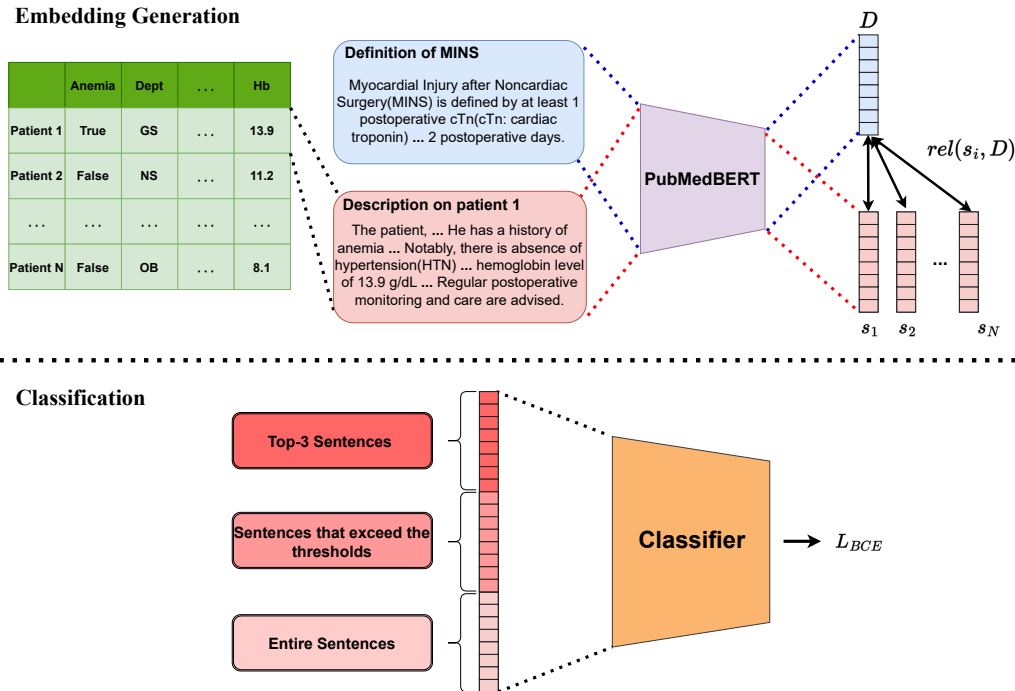 Embedding Generation
Anemia Dept ... Hb
Patient 1 True GS ... 13.9
Patient 2 False NS ... 11.2
... ... ... ...
Patient N False OB ... 8.1
Definition of MINS
Myocardial Injury after Noncardiac
Surgery(MINS) is defined by at least 1
postoperative cTn(cTn: cardiac
troponin) ... 2 postoperative days.
Description on patient 1
The patient, ... He has a history of
anemia ... Notably, there is absence of
hypertension(HTN) ... hemoglobin level
of 13.9 g/dL ... Regular postoperative
monitoring and care are advised.
PubMedBERT
D
rel(s_i, D)
...
s_1 s_2 s_N
Classification
Top-3 Sentences
Sentences that exceed the
thresholds
Entire Sentences
Classifier
L_{BCE}